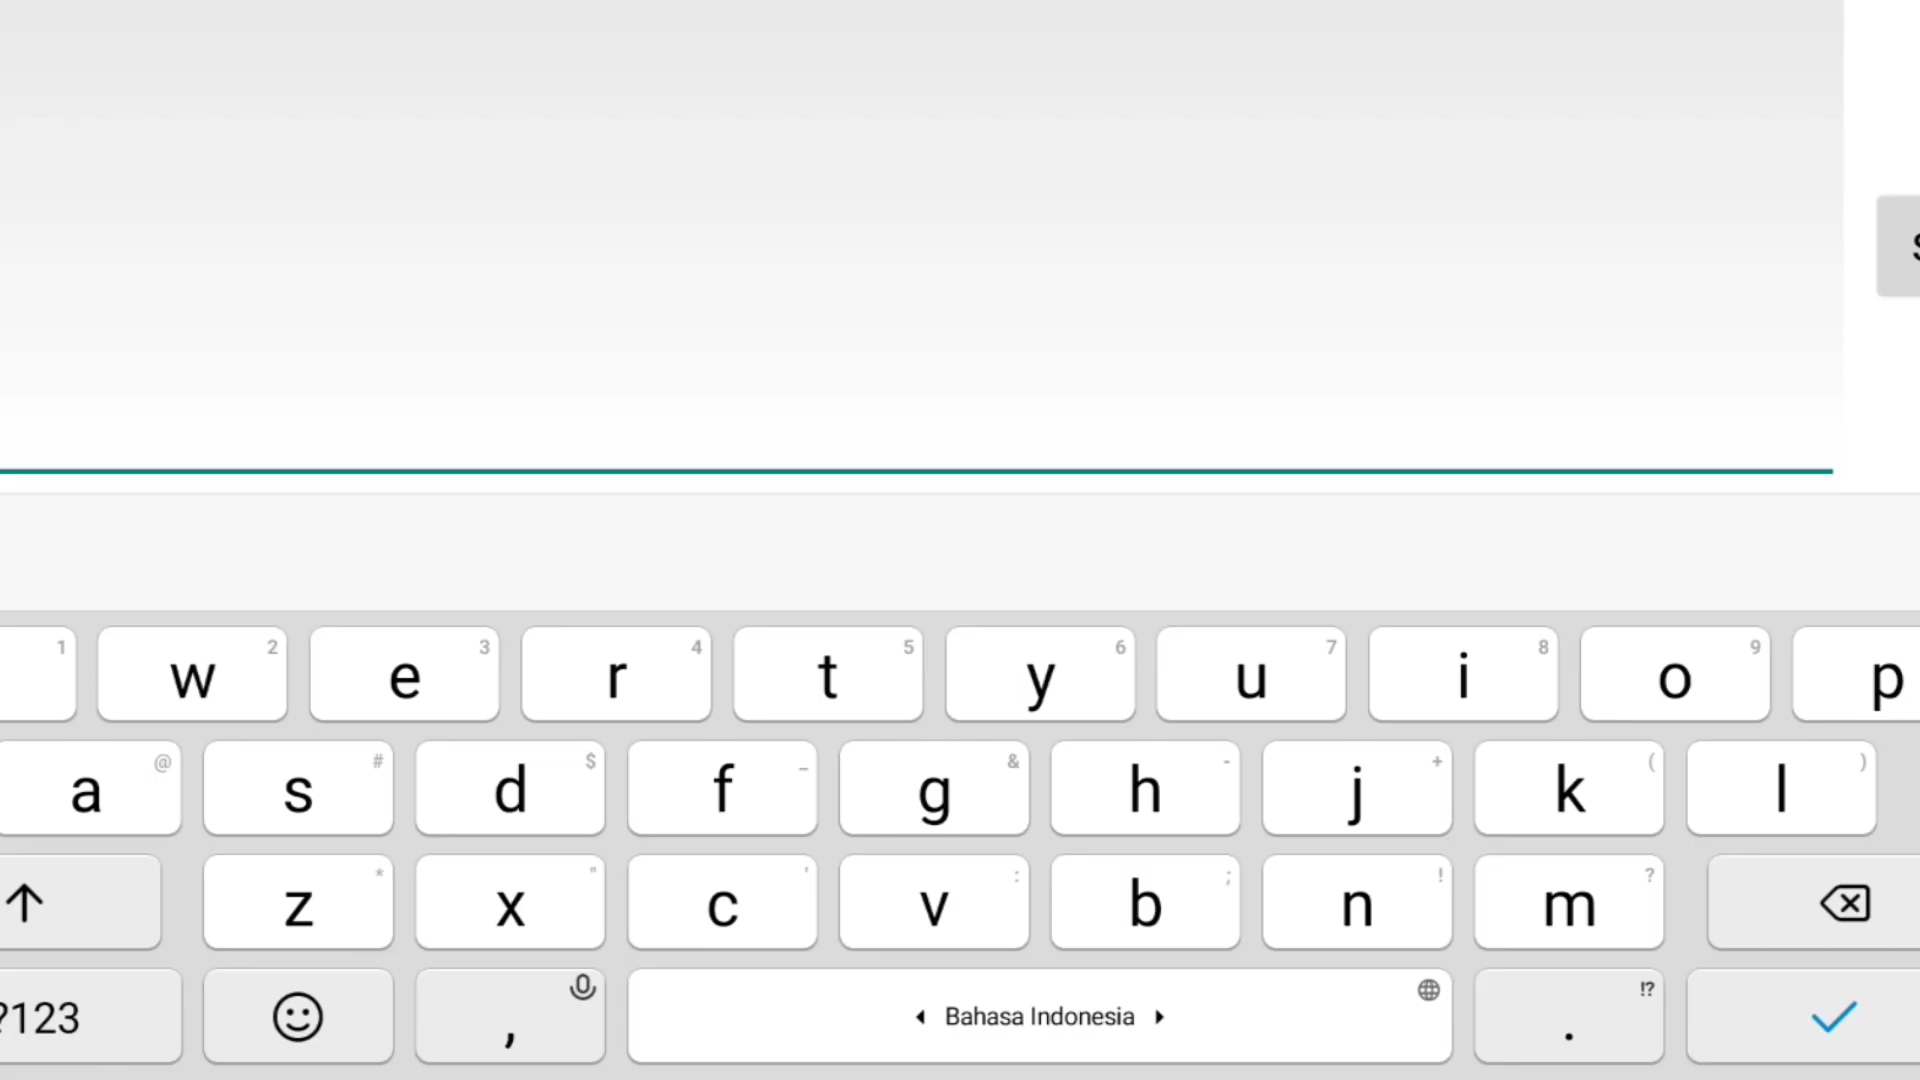 S
1 w 2 e 3 r 4 t 5 y 6 u 7 i 8 o 9 p
a @ s # d $ f _ g & h - j + k ( l )
z * x " c ' v : b ; n ! m ?
?123 , Bahasa Indonesia . !?